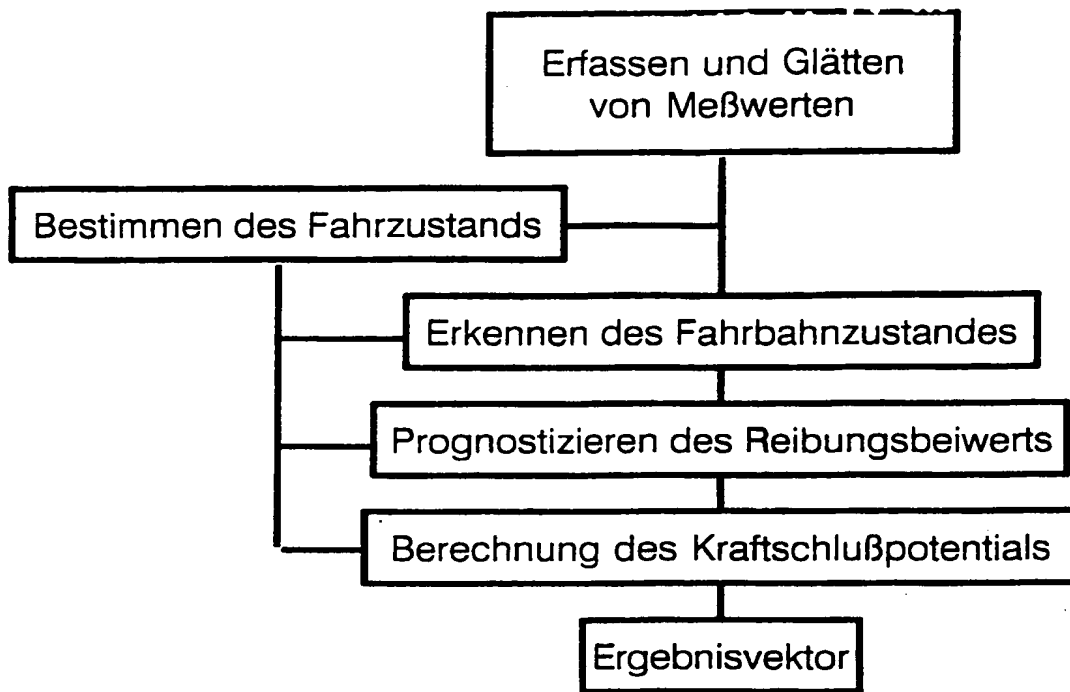 Erfassen und Glätten
von Meßwerten
Bestimmen des Fahrzustands
Erkennen des Fahrbahnzustandes
Prognostizieren des Reibungsbeiwerts
Berechnung des Kraftschlußpotentials
Ergebnisvektor